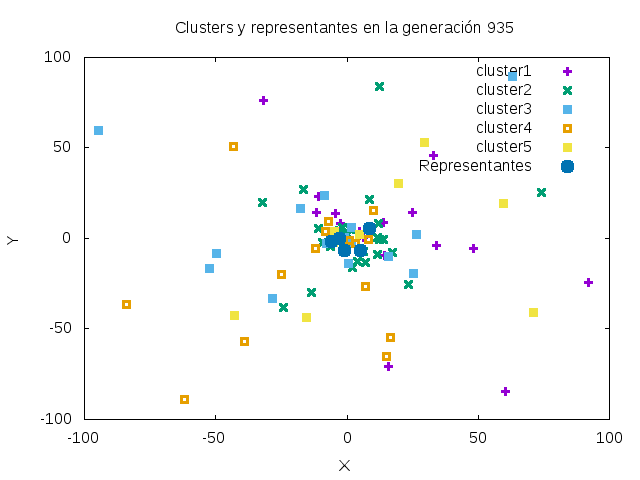 Clusters y representantes en la generación 935
100
50
0
-50
-100
-100
-50
0
50
100
Y
X
cluster1
cluster2
cluster3
cluster4
cluster5
Representantes